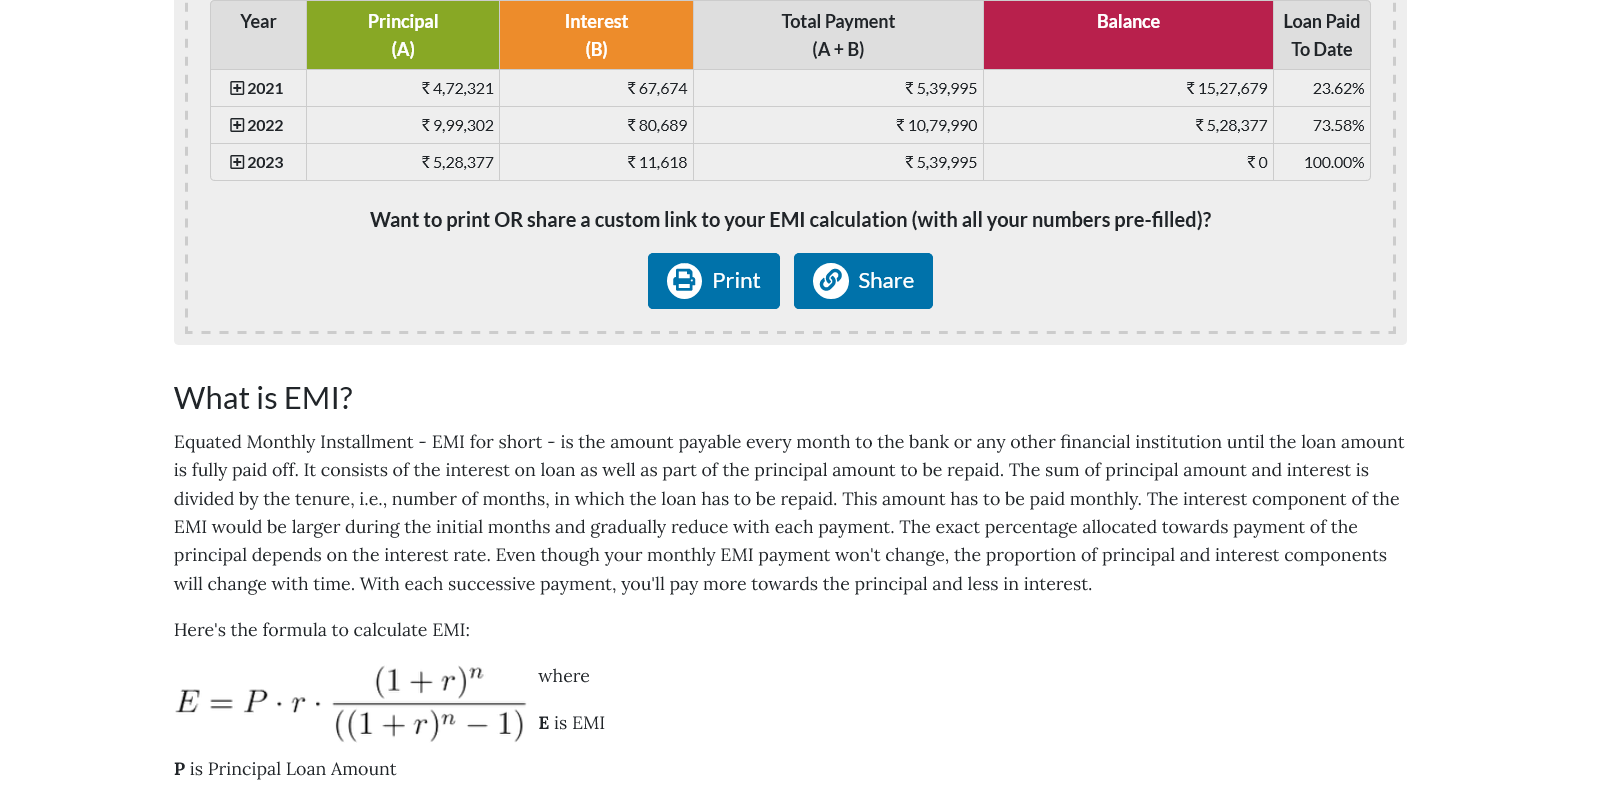 Year Principal (A) Interest (B) Total Payment (A + B) Balance Loan Paid To Date
2021 ₹ 4,72,321 ₹ 67,674 ₹ 5,39,995 ₹ 15,27,679 23.62%
2022 ₹ 9,99,302 ₹ 80,689 ₹ 10,79,990 ₹ 5,28,377 73.58%
2023 ₹ 5,28,377 ₹ 11,618 ₹ 5,39,995 ₹ 0 100.00%
Want to print OR share a custom link to your EMI calculation (with all your numbers pre-filled)?
Print Share
What is EMI?
Equated Monthly Installment - EMI for short - is the amount payable every month to the bank or any other financial institution until the loan amount
is fully paid off. It consists of the interest on loan as well as part of the principal amount to be repaid. The sum of principal amount and interest is
divided by the tenure, i.e., number of months, in which the loan has to be repaid. This amount has to be paid monthly. The interest component of the
EMI would be larger during the initial months and gradually reduce with each payment. The exact percentage allocated towards payment of the
principal depends on the interest rate. Even though your monthly EMI payment won't change, the proportion of principal and interest components
will change with time. With each successive payment, you'll pay more towards the principal and less in interest.
Here's the formula to calculate EMI:
E = P · r · (1 + r)^n / ((1 + r)^n − 1)
where
E is EMI
P is Principal Loan Amount